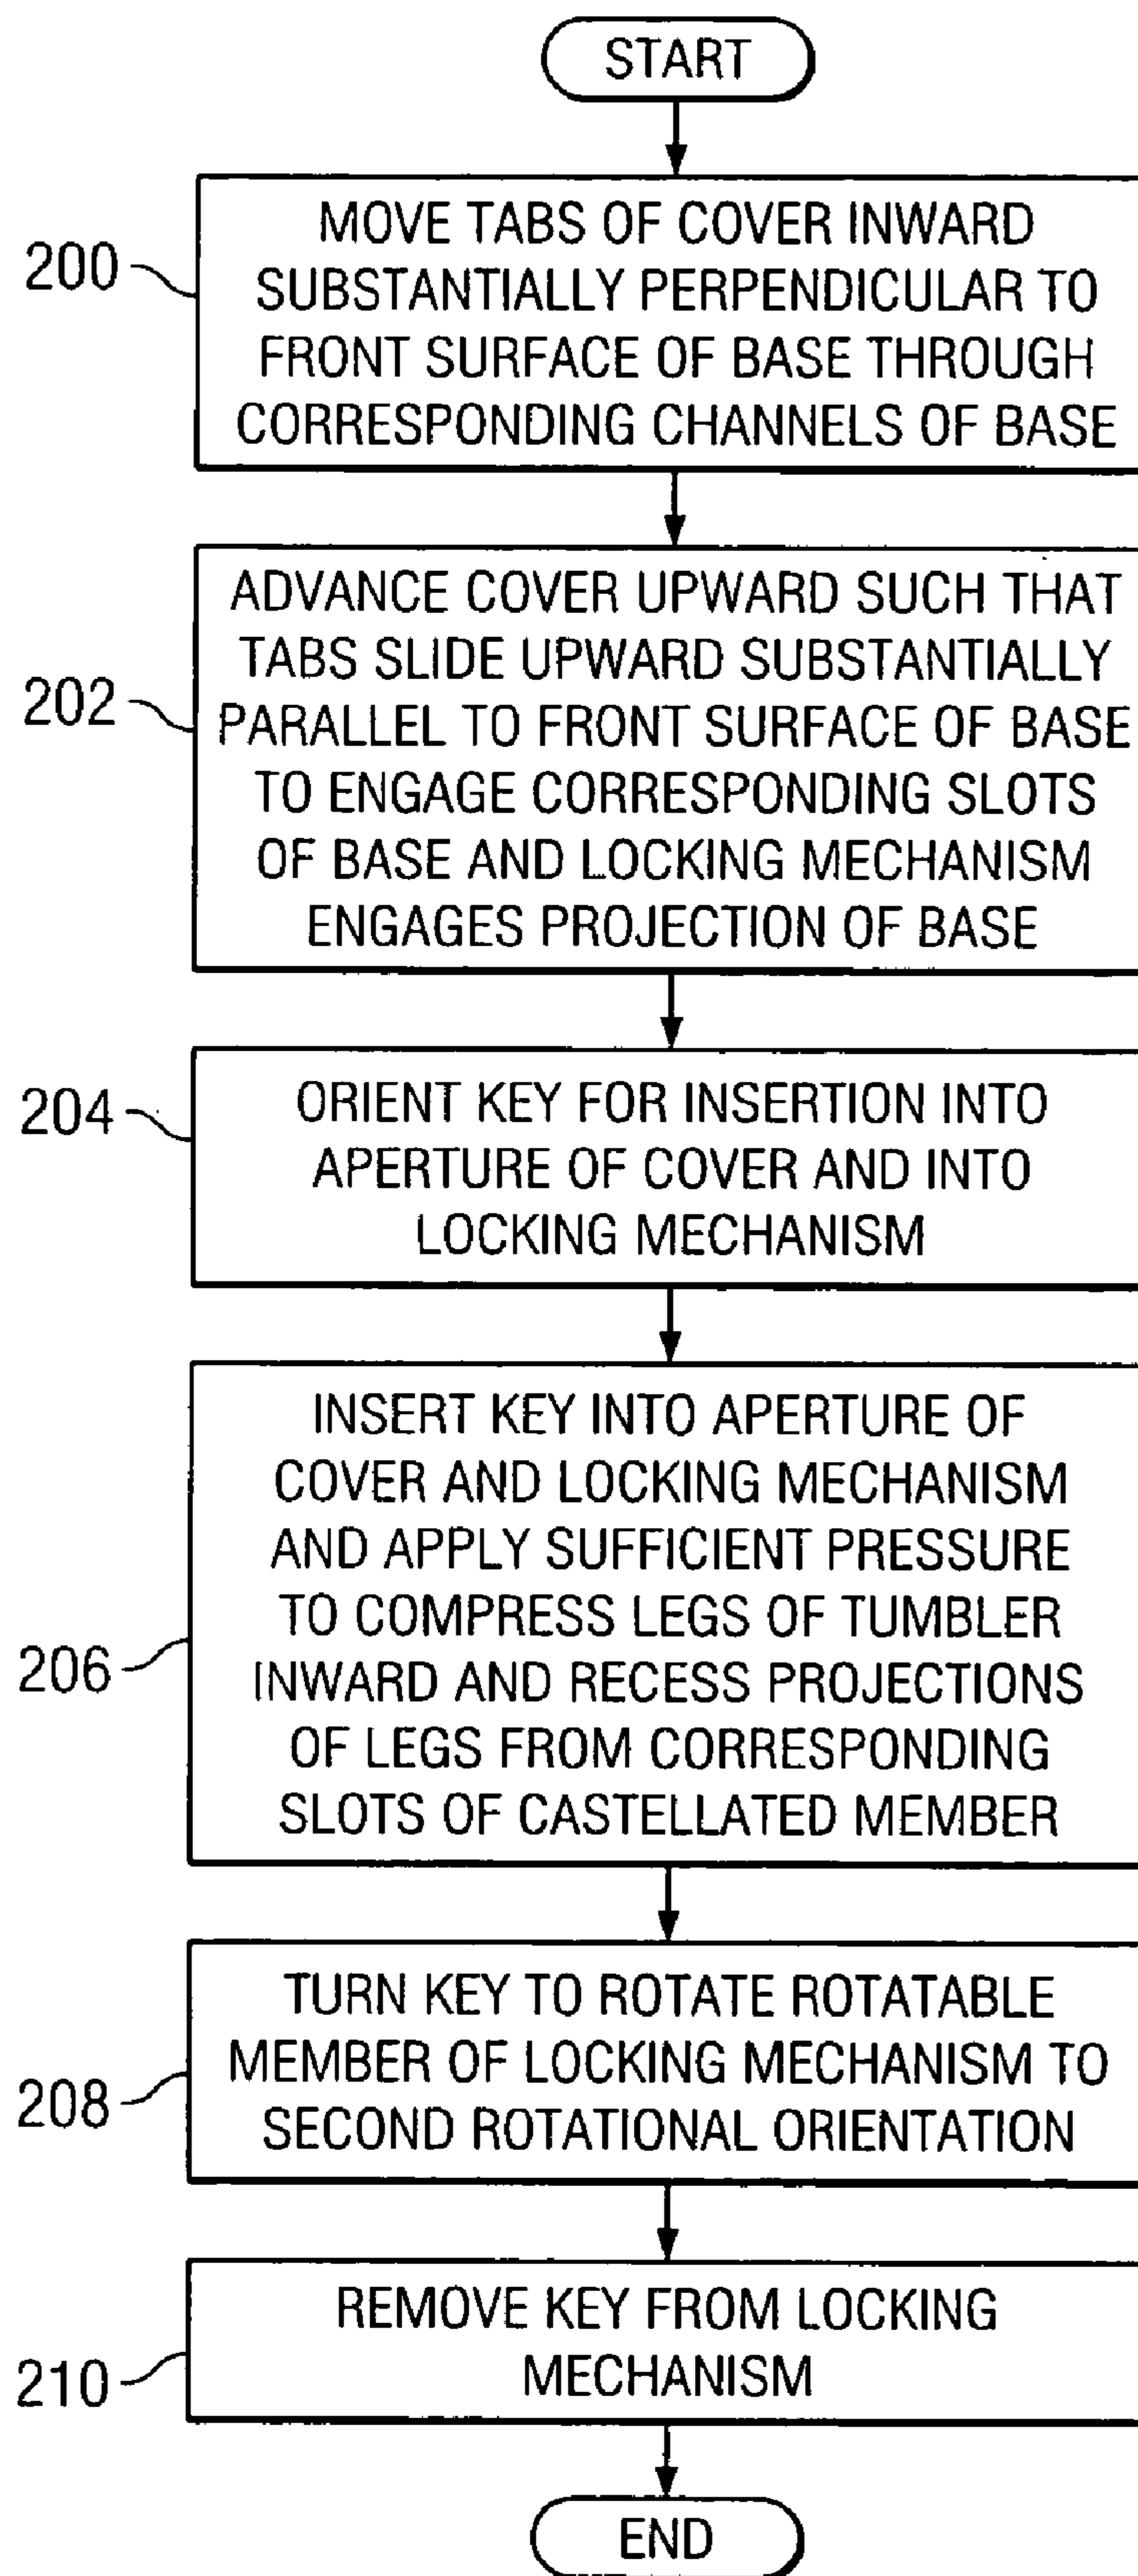 START
200
MOVE TABS OF COVER INWARD
SUBSTANTIALLY PERPENDICULAR TO
FRONT SURFACE OF BASE THROUGH
CORRESPONDING CHANNELS OF BASE
202
ADVANCE COVER UPWARD SUCH THAT
TABS SLIDE UPWARD SUBSTANTIALLY
PARALLEL TO FRONT SURFACE OF BASE
TO ENGAGE CORRESPONDING SLOTS
OF BASE AND LOCKING MECHANISM
ENGAGES PROJECTION OF BASE
204
ORIENT KEY FOR INSERTION INTO
APERTURE OF COVER AND INTO
LOCKING MECHANISM
206
INSERT KEY INTO APERTURE OF
COVER AND LOCKING MECHANISM
AND APPLY SUFFICIENT PRESSURE
TO COMPRESS LEGS OF TUMBLER
INWARD AND RECESS PROJECTIONS
OF LEGS FROM CORRESPONDING
SLOTS OF CASTELLATED MEMBER
208
TURN KEY TO ROTATE ROTATABLE
MEMBER OF LOCKING MECHANISM TO
SECOND ROTATIONAL ORIENTATION
210
REMOVE KEY FROM LOCKING
MECHANISM
END